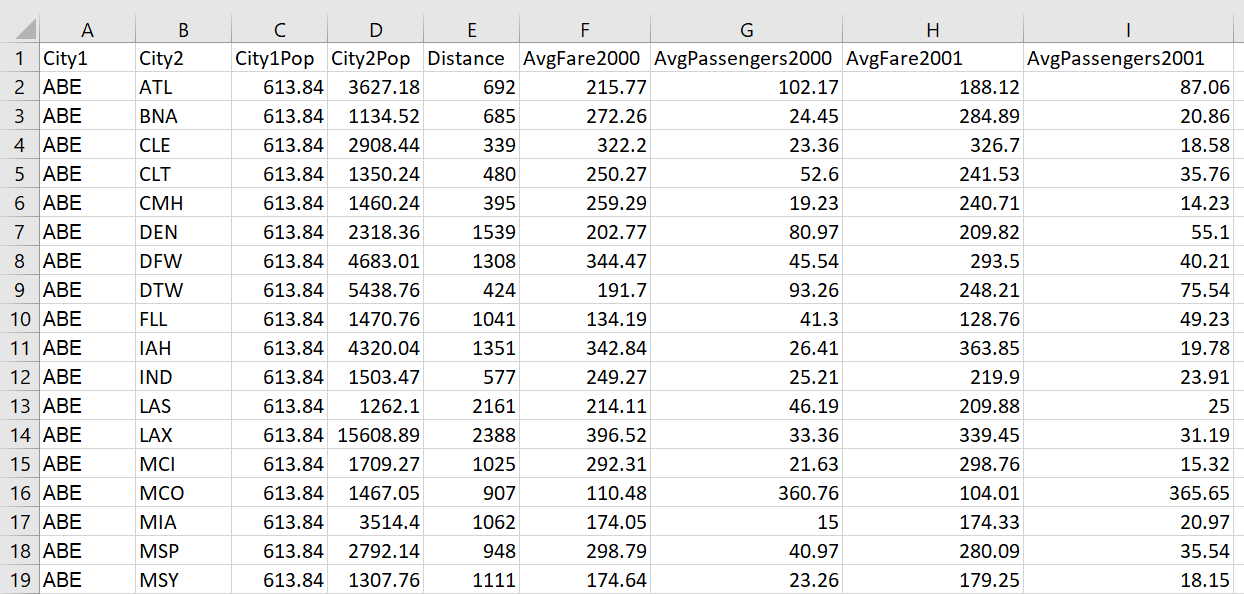 A B C D E F G H I
1 City1 City2 City1Pop City2Pop Distance AvgFare2000 AvgPassengers2000 AvgFare2001 AvgPassengers2001
2 ABE ATL 613.84 3627.18 692 215.77 102.17 188.12 87.06
3 ABE BNA 613.84 1134.52 685 272.26 24.45 284.89 20.86
4 ABE CLE 613.84 2908.44 339 322.2 23.36 326.7 18.58
5 ABE CLT 613.84 1350.24 480 250.27 52.6 241.53 35.76
6 ABE CMH 613.84 1460.24 395 259.29 19.23 240.71 14.23
7 ABE DEN 613.84 2318.36 1539 202.77 80.97 209.82 55.1
8 ABE DFW 613.84 4683.01 1308 344.47 45.54 293.5 40.21
9 ABE DTW 613.84 5438.76 424 191.7 93.26 248.21 75.54
10 ABE FLL 613.84 1470.76 1041 134.19 41.3 128.76 49.23
11 ABE IAH 613.84 4320.04 1351 342.84 26.41 363.85 19.78
12 ABE IND 613.84 1503.47 577 249.27 25.21 219.9 23.91
13 ABE LAS 613.84 1262.1 2161 214.11 46.19 209.88 25
14 ABE LAX 613.84 15608.89 2388 396.52 33.36 339.45 31.19
15 ABE MCI 613.84 1709.27 1025 292.31 21.63 298.76 15.32
16 ABE MCO 613.84 1467.05 907 110.48 360.76 104.01 365.65
17 ABE MIA 613.84 3514.4 1062 174.05 15 174.33 20.97
18 ABE MSP 613.84 2792.14 948 298.79 40.97 280.09 35.54
19 ABE MSY 613.84 1307.76 1111 174.64 23.26 179.25 18.15